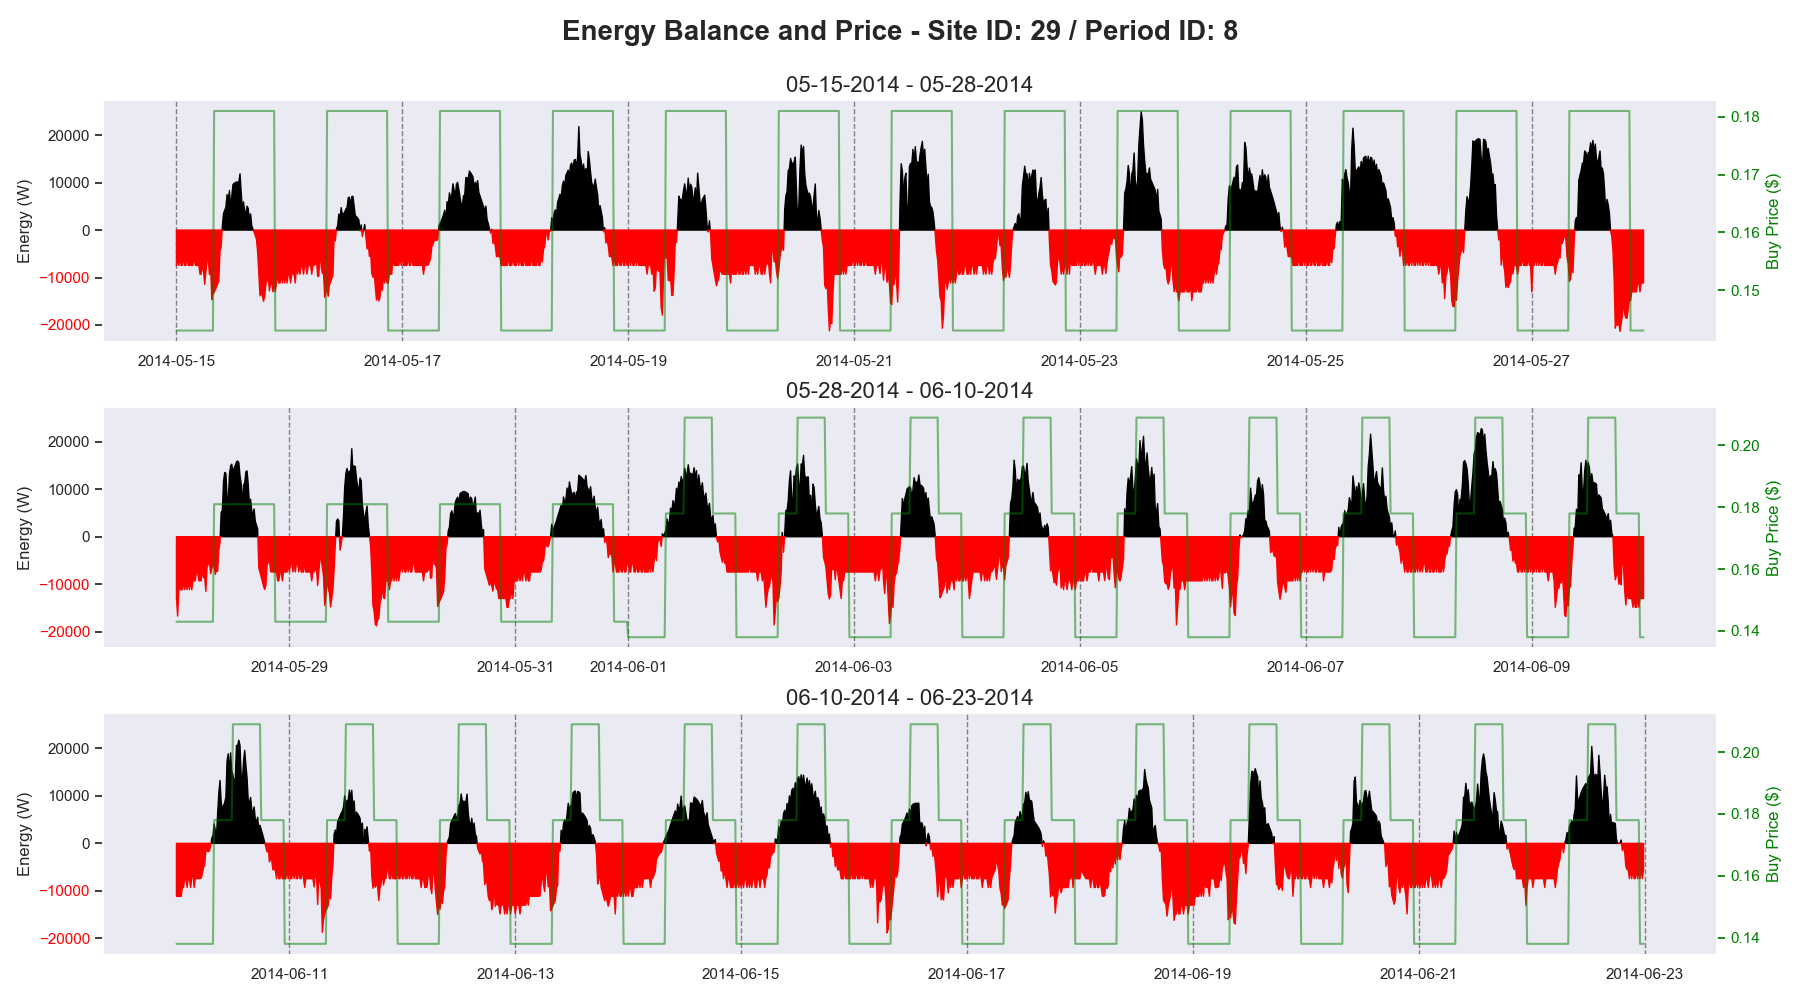 Energy Balance and Price - Site ID: 29 / Period ID: 8
05-15-2014 - 05-28-2014
Energy (W)
20000
10000
0
−10000
−20000
0.18
0.17
0.16
0.15
Buy Price ($)
2014-05-15 2014-05-17 2014-05-19 2014-05-21 2014-05-23 2014-05-25 2014-05-27
05-28-2014 - 06-10-2014
Energy (W)
20000
10000
0
−10000
−20000
0.20
0.18
0.16
0.14
Buy Price ($)
2014-05-29 2014-05-31 2014-06-01 2014-06-03 2014-06-05 2014-06-07 2014-06-09
06-10-2014 - 06-23-2014
Energy (W)
20000
10000
0
−10000
−20000
0.20
0.18
0.16
0.14
Buy Price ($)
2014-06-11 2014-06-13 2014-06-15 2014-06-17 2014-06-19 2014-06-21 2014-06-23